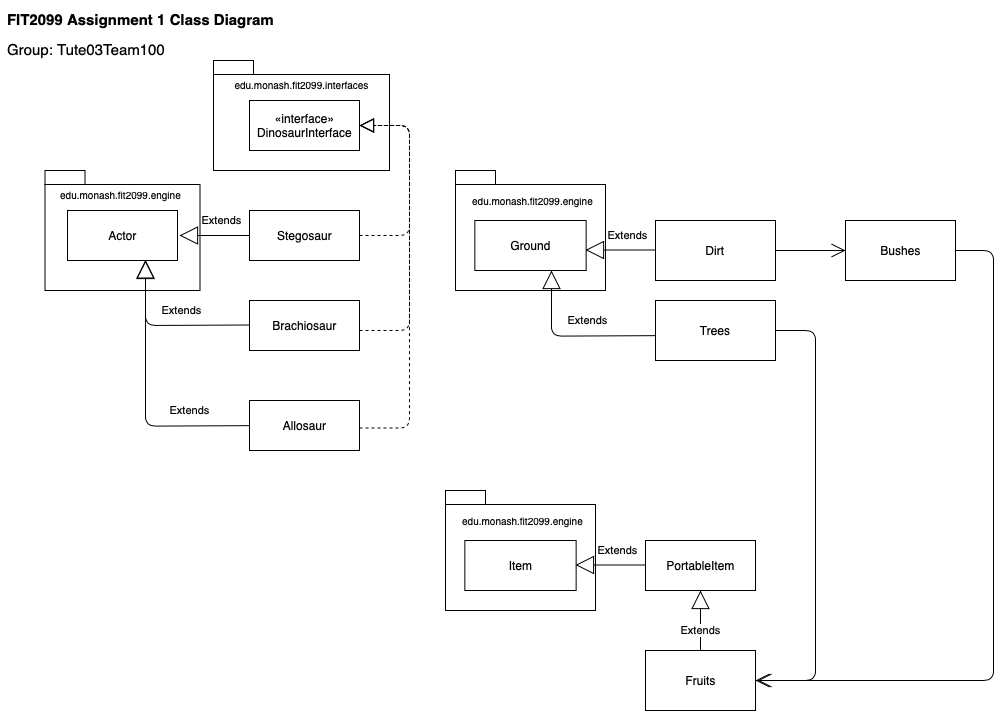 FIT2099 Assignment 1 Class Diagram
Group: Tute03Team100
edu.monash.fit2099.interfaces
«interface»
DinosaurInterface
edu.monash.fit2099.engine
Actor
Extends
Stegosaur
Extends
Brachiosaur
Extends
Allosaur
edu.monash.fit2099.engine
Ground
Extends
Dirt
Bushes
Extends
Trees
edu.monash.fit2099.engine
Item
Extends
PortableItem
Extends
Fruits